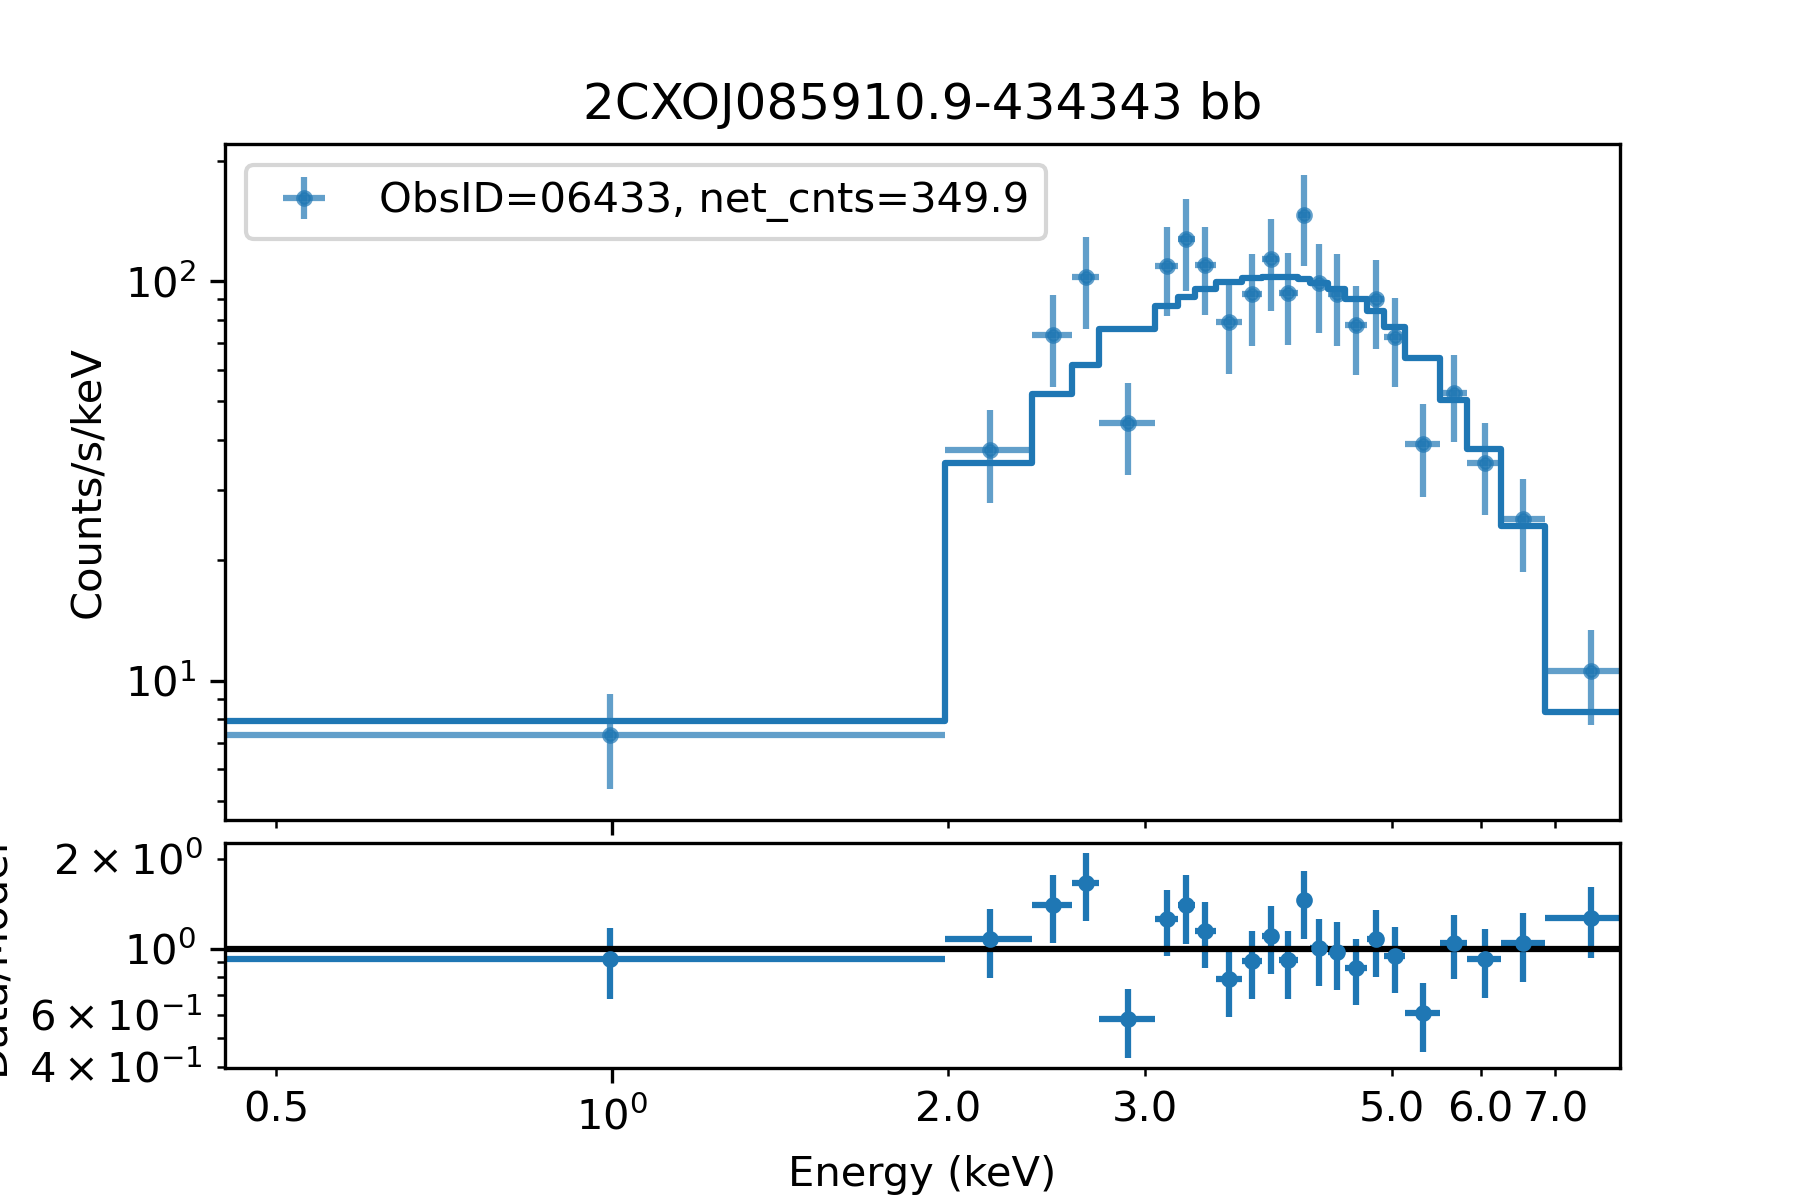 2CXOJ085910.9-434343 bb
ObsID=06433, net_cnts=349.9
Counts/s/keV
10²
10¹
2 × 10⁰
10⁰
6 × 10⁻¹
4 × 10⁻¹
0.5 10⁰ 2.0 3.0 5.0 6.0 7.0
Energy (keV)